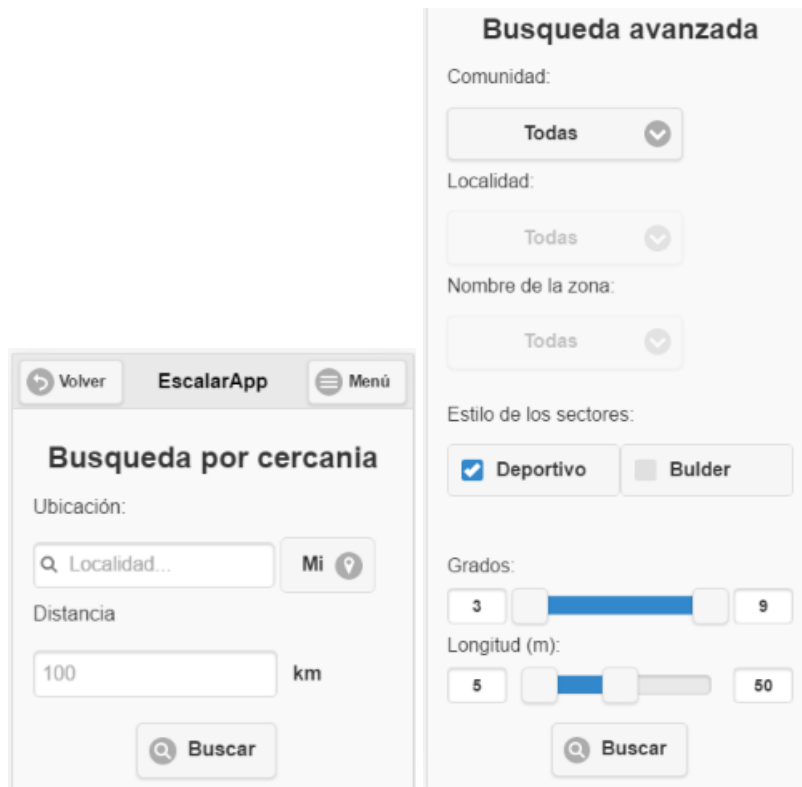 Volver EscalarApp Menú
Busqueda por cercania
Ubicación:
Localidad... Mi
Distancia
100 km
Buscar
Busqueda avanzada
Comunidad:
Todas
Localidad:
Todas
Nombre de la zona:
Todas
Estilo de los sectores:
Deportivo Bulder
Grados:
3 9
Longitud (m):
5 50
Buscar